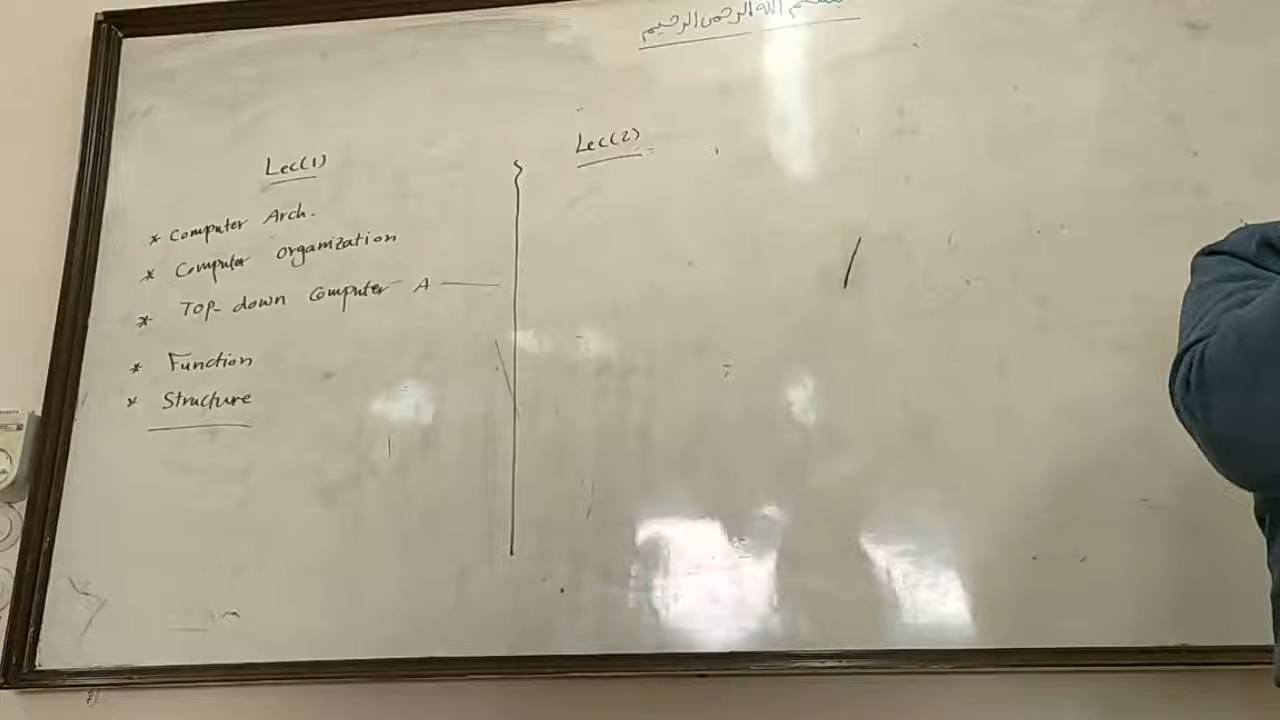 بسم الله الرحمن الرحيم
Lec(1)
* Computer Arch.
* Computer organization
* Top-down Computer A —
* Function
* Structure
Lec(2)